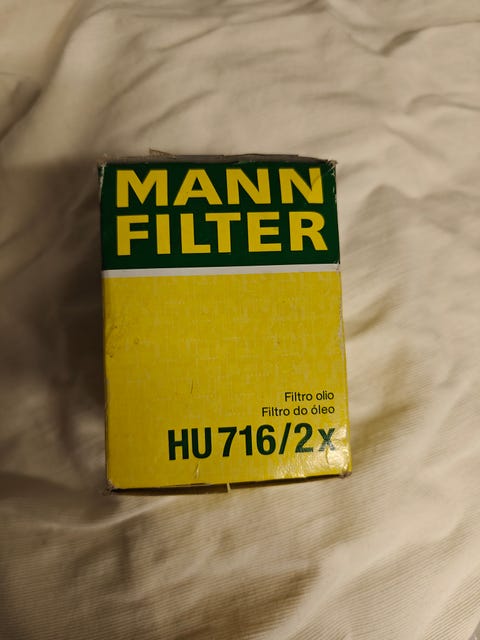 MANN
FILTER
Filtro olio
Filtro do óleo
HU 716/2 x